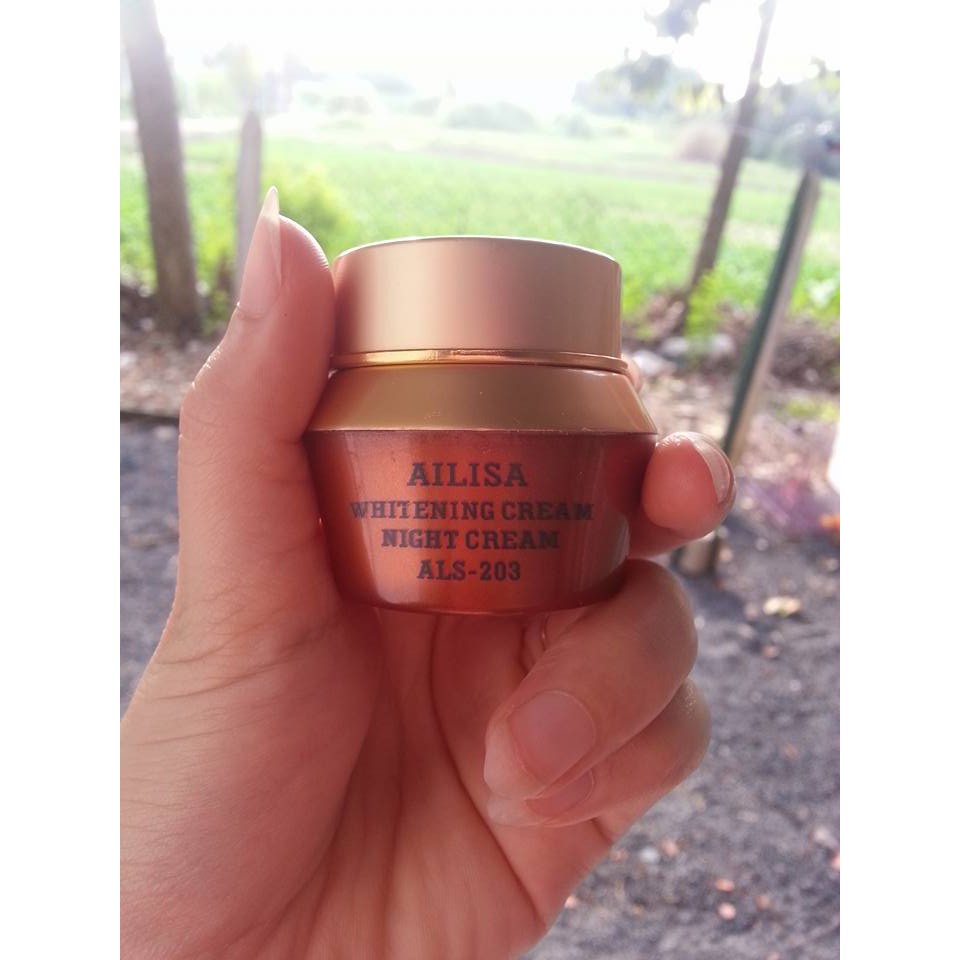 AILISA
WHITENING CREAM
NIGHT CREAM
ALS-203